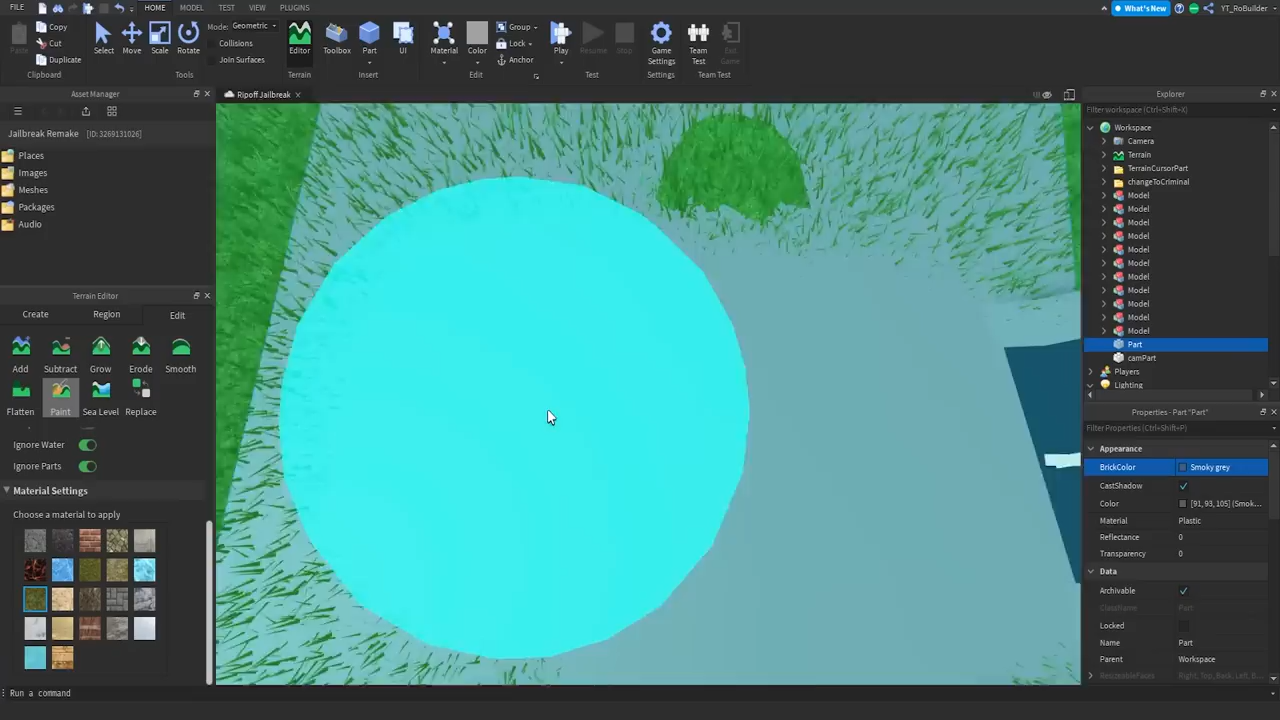 FILE HOME MODEL TEST VIEW PLUGINS What's New YT_RoBuilder
Copy Mode: Geometric Group
Paste Cut Select Move Scale Rotate Collisions Editor Toolbox Part UI Material Color Lock Play Resume Stop Game Settings Team Test Exit Game
Duplicate Join Surfaces Anchor
Clipboard Tools Terrain Insert Edit Test Settings Team Test
Asset Manager Ripoff Jailbreak Explorer
Filter workspace (Ctrl+Shift+X)
Jailbreak Remake [ID:3269131026]
Places
Images
Meshes
Packages
Audio
Terrain Editor
Create Region Edit
Add Subtract Grow Erode Smooth
Flatten Paint Sea Level Replace
Ignore Water
Ignore Parts
Material Settings
Choose a material to apply
Workspace
Camera
Terrain
TerrainCursorPart
changeToCriminal
Model
Model
Model
Model
Model
Model
Model
Model
Model
Model
Model
Part
camPart
Players
Lighting
Properties - Part "Part"
Filter Properties (Ctrl+Shift+P)
Appearance
BrickColor Smoky grey
CastShadow
Color [91, 93, 105] (Smok...
Material Plastic
Reflectance 0
Transparency 0
Data
Archivable
ClassName Part
Locked
Name Part
Parent Workspace
ResizeableFaces Right, Top, Back, Left, B...
Run a command